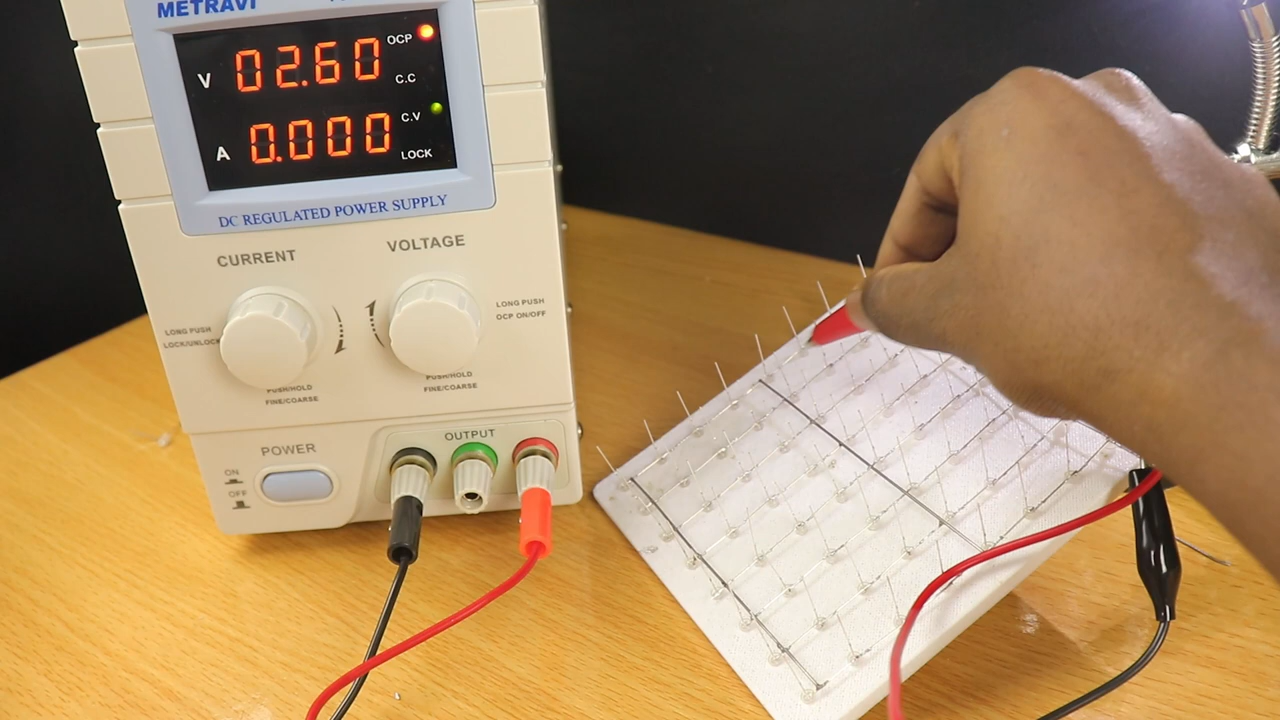 METRAVI
V 02.60 OCP
C.C
A 0.000 C.V
LOCK
DC REGULATED POWER SUPPLY
CURRENT
VOLTAGE
LONG PUSH
LOCK/UNLOCK
LONG PUSH
OCP ON/OFF
PUSH/HOLD
FINE/COARSE
PUSH/HOLD
FINE/COARSE
POWER
ON
OFF
OUTPUT